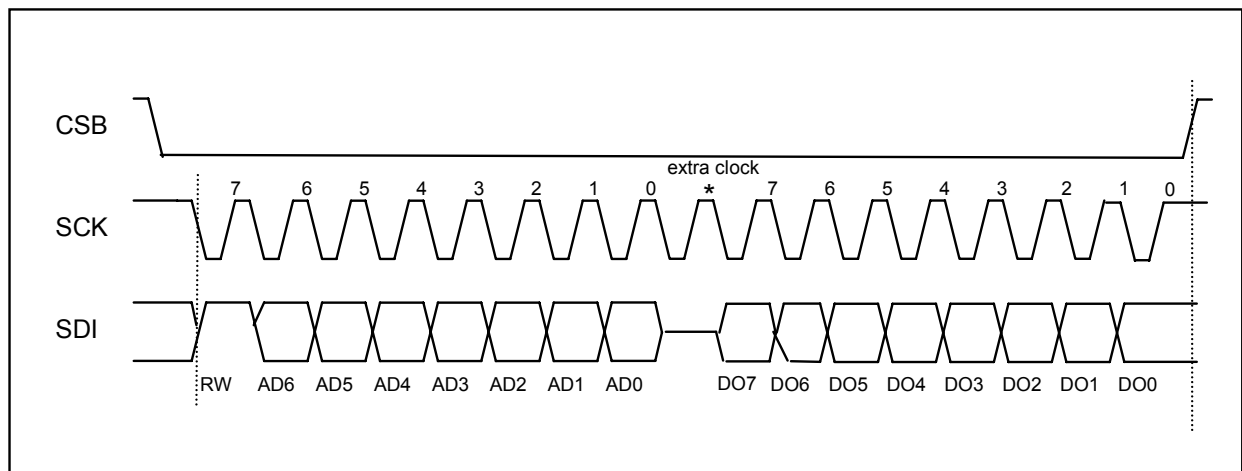 CSB
extra clock
7 6 5 4 3 2 1 0 * 7 6 5 4 3 2 1 0
SCK
SDI
RW AD6 AD5 AD4 AD3 AD2 AD1 AD0 DO7 DO6 DO5 DO4 DO3 DO2 DO1 DO0